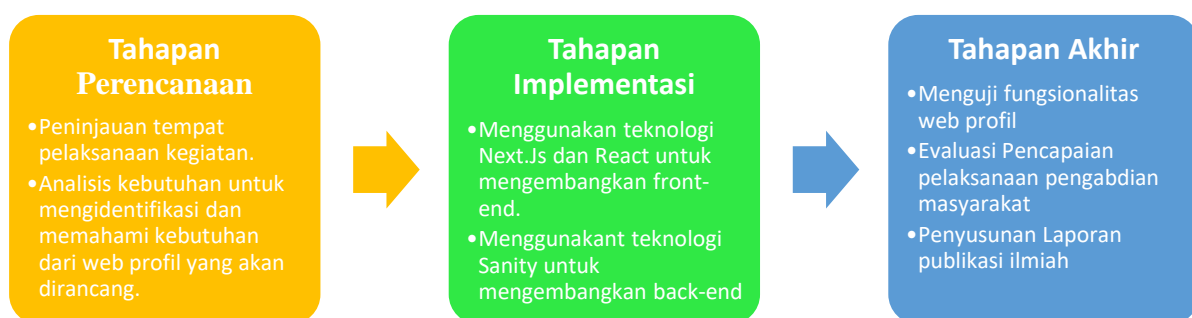 Tahapan
Perencanaan
•Peninjauan tempat
pelaksanaan kegiatan.
•Analisis kebutuhan untuk
mengidentifikasi dan
memahami kebutuhan
dari web profil yang akan
dirancang.
Tahapan
Implementasi
•Menggunakan teknologi
Next.Js dan React untuk
mengembangkan front-
end.
•Menggunakant teknologi
Sanity untuk
mengembangkan back-end
Tahapan Akhir
•Menguji fungsionalitas
web profil
•Evaluasi Pencapaian
pelaksanaan pengabdian
masyarakat
•Penyusunan Laporan
publikasi ilmiah